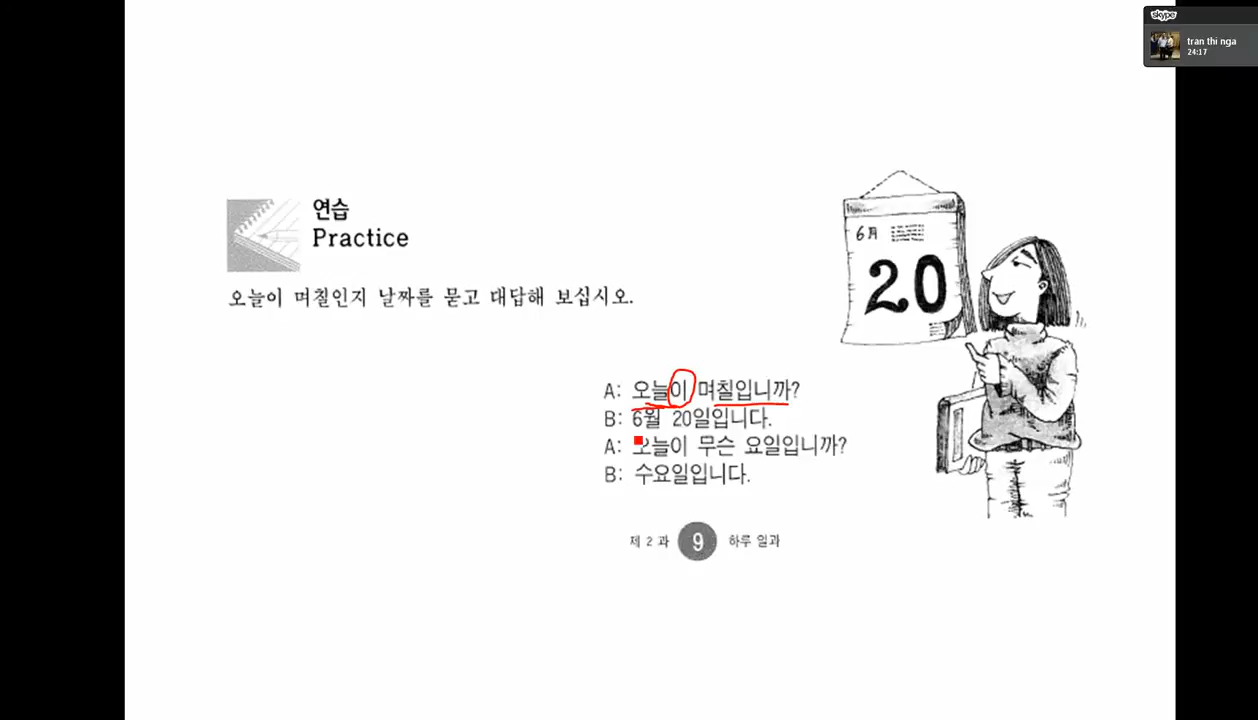 skype
tran thi nga
24:17
연습
Practice
오늘이 며칠인지 날짜를 묻고 대답해 보십시오.
6月
20
A: 오늘이 며칠입니까?
B: 6월 20일입니다.
A: 오늘이 무슨 요일입니까?
B: 수요일입니다.
제 2 과 9 하루 일과